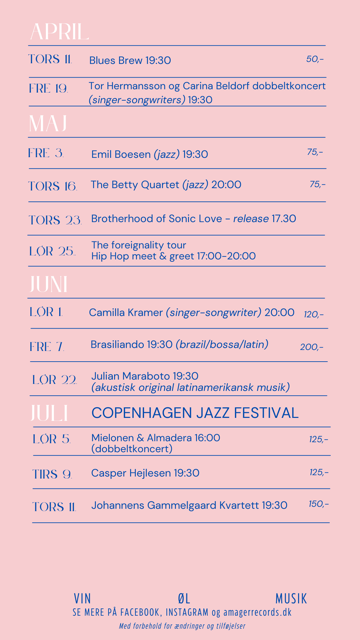 APRIL
TORS 11. Blues Brew 19:30 50,-
FRE 19. Tor Hermansson og Carina Beldorf dobbeltkoncert
(singer-songwriters) 19:30
MAJ
FRE 3. Emil Boesen (jazz) 19:30 75,-
TORS 16. The Betty Quartet (jazz) 20:00 75,-
TORS 23. Brotherhood of Sonic Love - release 17.30
LØR 25. The foreignality tour
Hip Hop meet & greet 17:00-20:00
JUNI
LØR 1. Camilla Kramer (singer-songwriter) 20:00 120,-
FRE 7. Brasiliando 19:30 (brazil/bossa/latin) 200,-
LØR 22. Julian Maraboto 19:30
(akustisk original latinamerikansk musik)
JULI COPENHAGEN JAZZ FESTIVAL
LØR 5. Mielonen & Almadera 16:00 125,-
(dobbeltkoncert)
TIRS 9. Casper Hejlesen 19:30 125,-
TORS 11. Johannens Gammelgaard Kvartett 19:30 150,-
VIN ØL MUSIK
SE MERE PÅ FACEBOOK, INSTAGRAM og amagerrecords.dk
Med forbehold for ændringer og tilføjelser